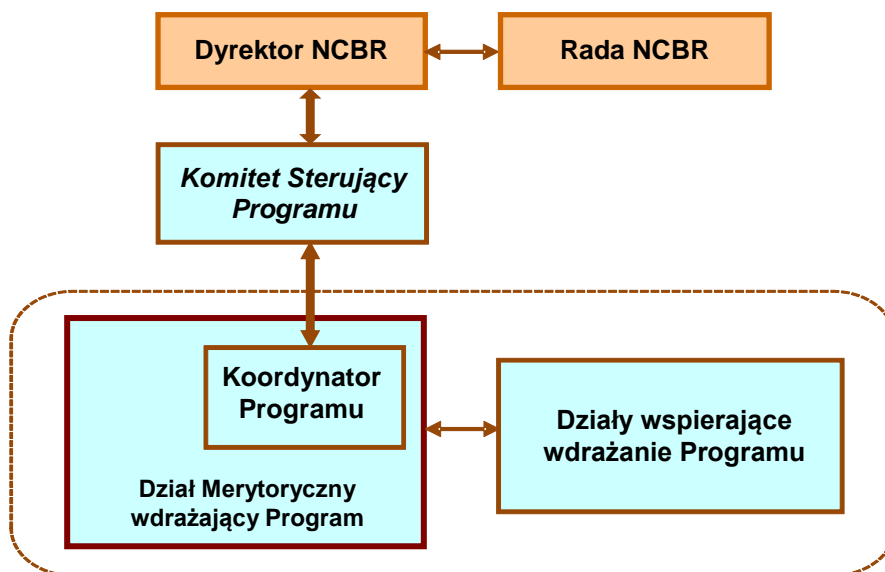 Dyrektor NCBR
Rada NCBR
Komitet Sterujący
Programu
Koordynator
Programu
Działy wspierające
wdrażanie Programu
Dział Merytoryczny
wdrażający Program